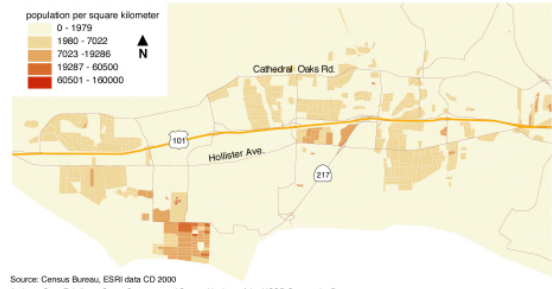 population per square kilometer
0 - 1979
1980 - 7022
7023 -19286
19287 - 60500
60501 - 160000
N
Cathedral Oaks Rd.
101
Hollister Ave.
217
Source: Census Bureau, ESRI data CD 2000